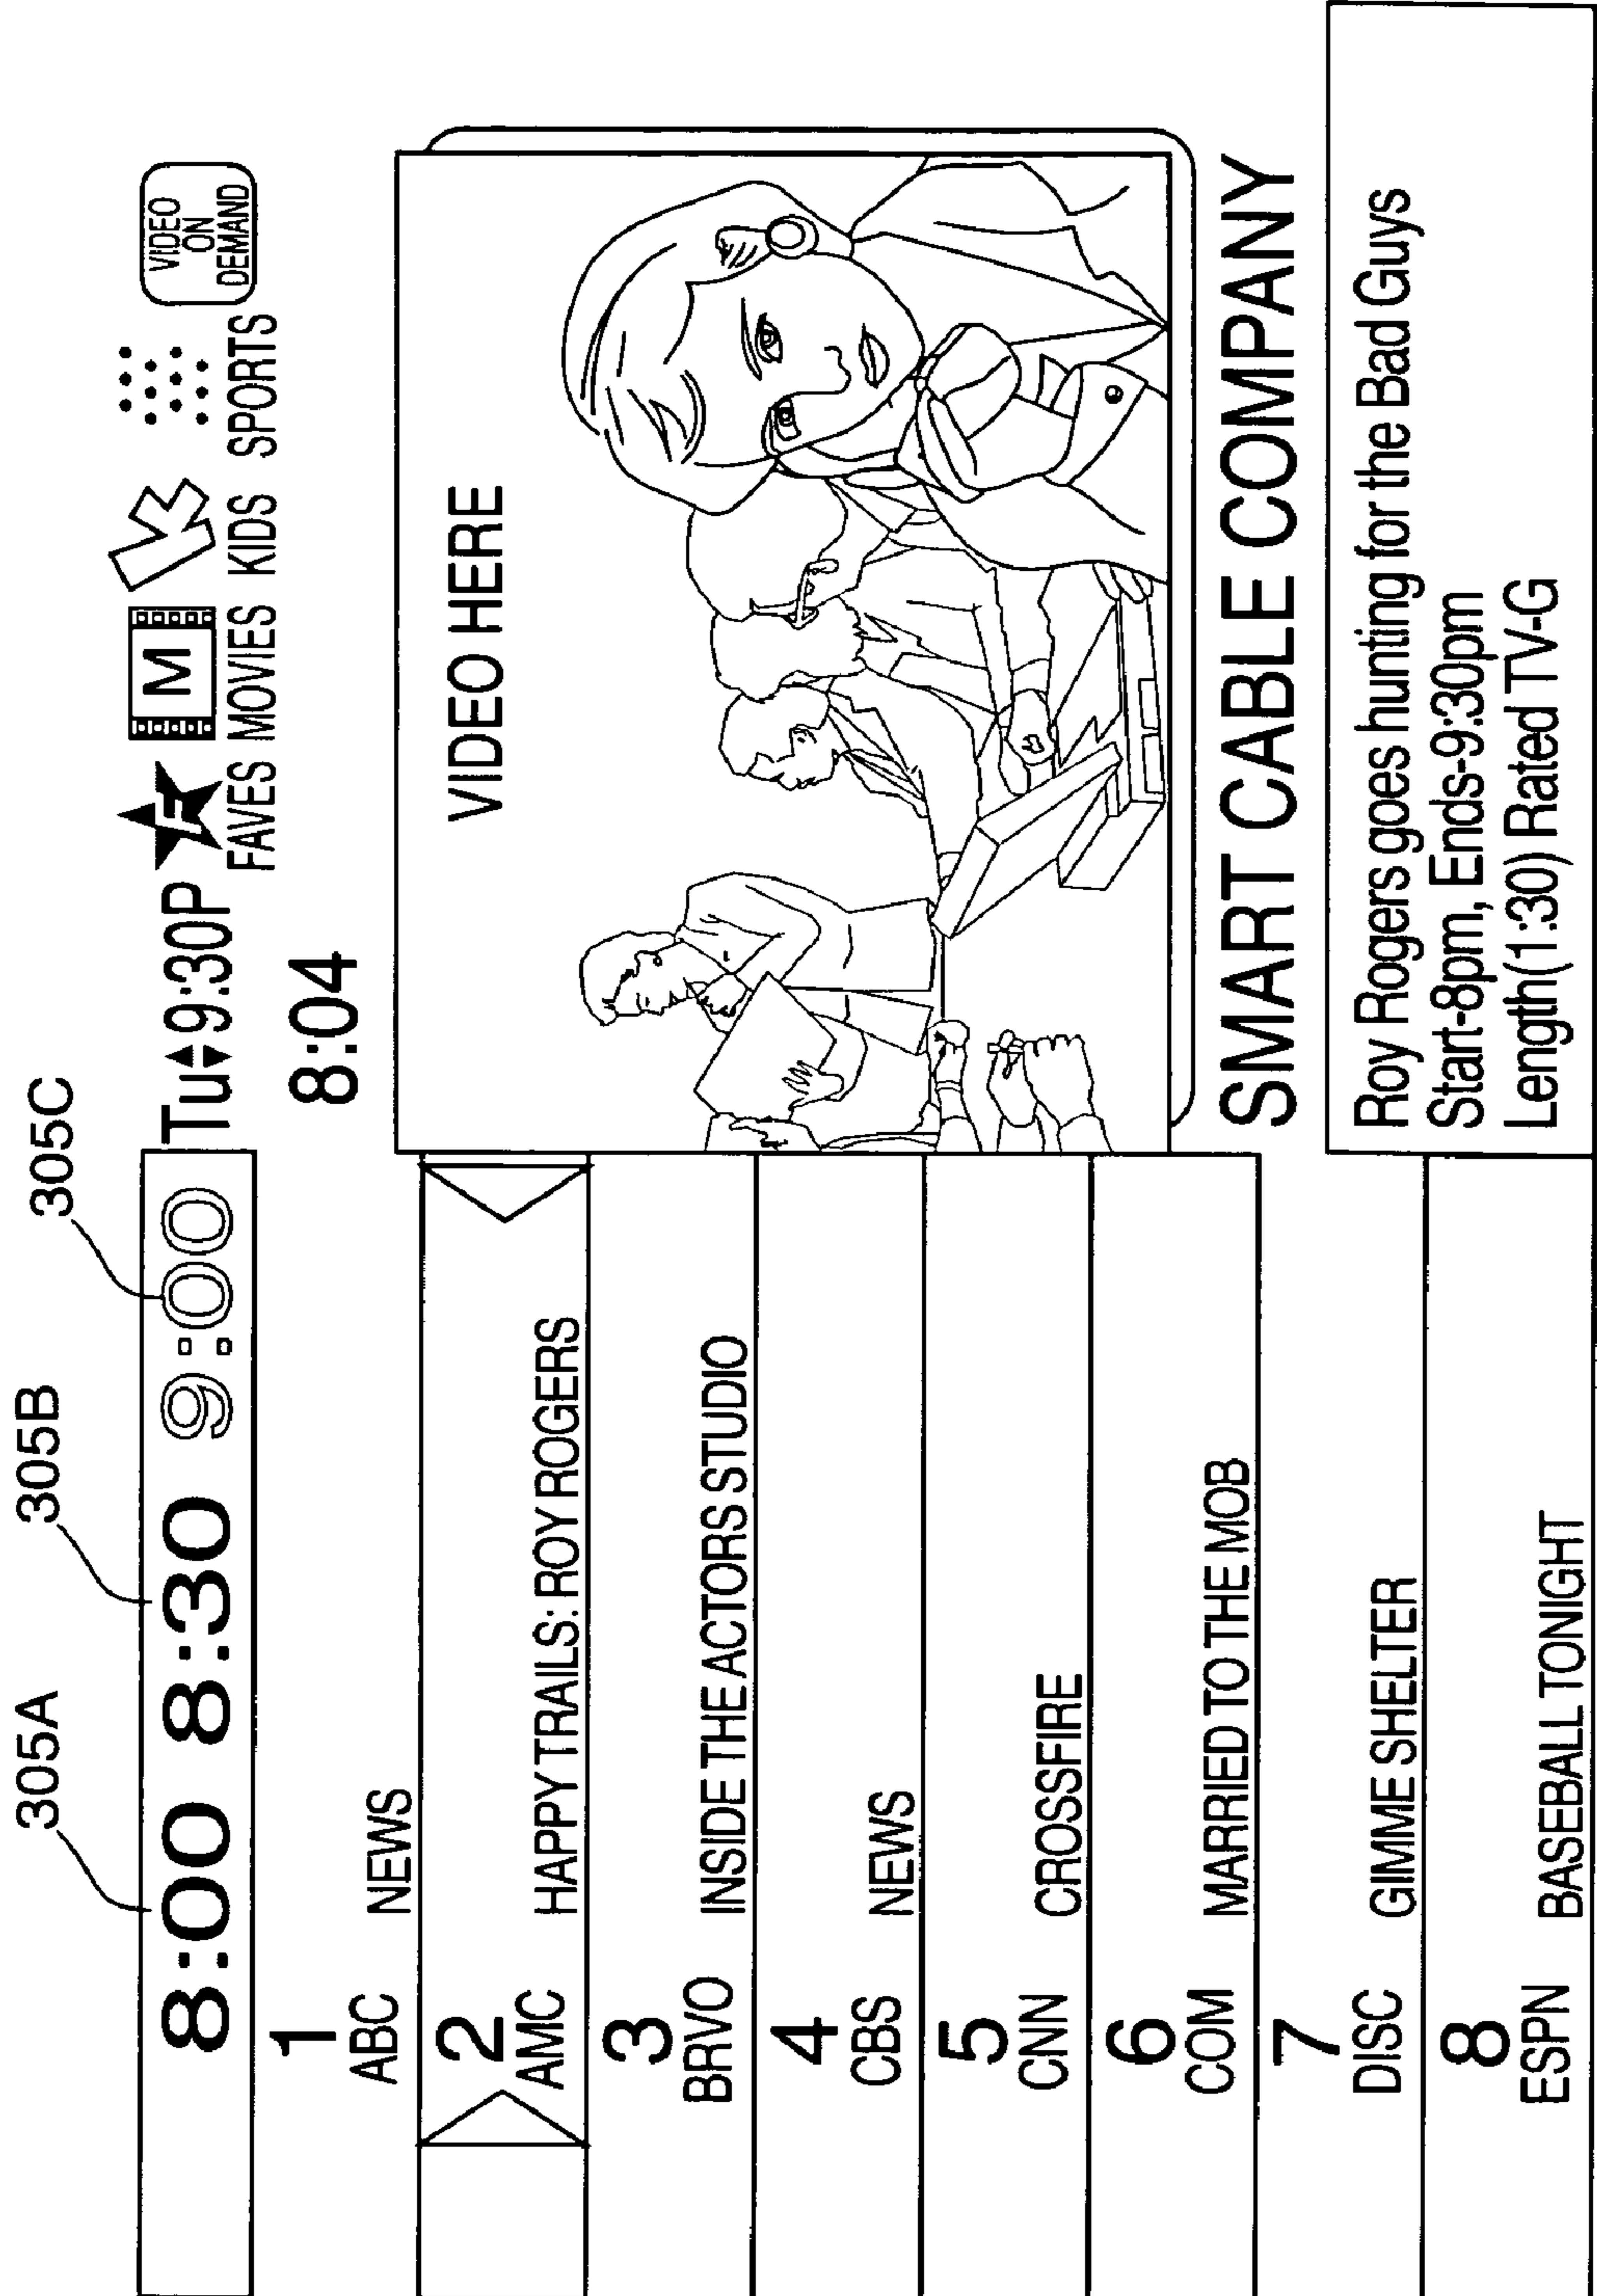 305A 305B 305C
8:00 8:30 9:00 Tu 9:30P
F M
FAVES MOVIES KIDS SPORTS
VIDEO
ON
DEMAND
8:04
1
ABC NEWS
2
AMC HAPPY TRAILS: ROY ROGERS
3
BRVO INSIDE THE ACTORS STUDIO
4
CBS NEWS
5
CNN CROSSFIRE
6
COM MARRIED TO THE MOB
7
DISC GIMME SHELTER
8
ESPN BASEBALL TONIGHT
VIDEO HERE
SMART CABLE COMPANY
Roy Rogers goes hunting for the Bad Guys
Start-8pm, Ends-9:30pm
Length(1:30) Rated TV-G